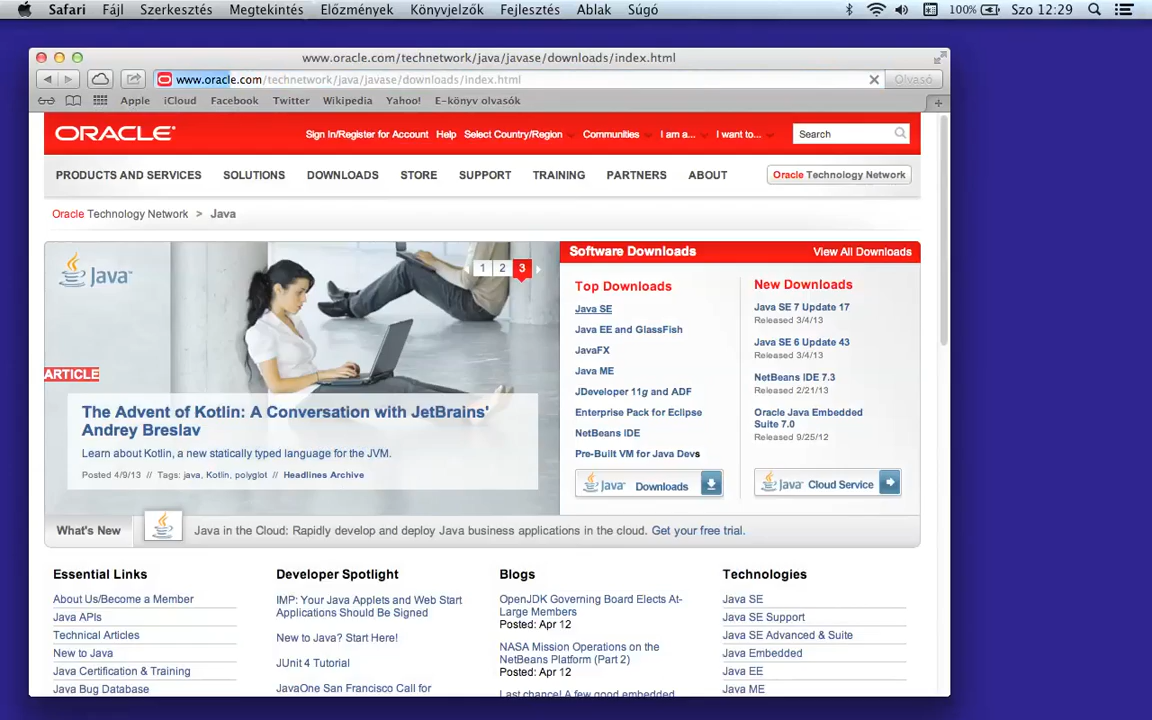 Safari Fájl Szerkesztés Megtekintés Előzmények Könyvjelzők Fejlesztés Ablak Súgó 100% Szo 12:29
www.oracle.com/technetwork/java/javase/downloads/index.html
www.oracle.com/technetwork/java/javase/downloads/index.html Olvasó
Apple iCloud Facebook Twitter Wikipedia Yahoo! E-könyv olvasók
ORACLE Sign In/Register for Account Help Select Country/Region Communities I am a... I want to... Search
PRODUCTS AND SERVICES SOLUTIONS DOWNLOADS STORE SUPPORT TRAINING PARTNERS ABOUT Oracle Technology Network
Oracle Technology Network > Java
Java
1 2 3
ARTICLE
The Advent of Kotlin: A Conversation with JetBrains'
Andrey Breslav
Learn about Kotlin, a new statically typed language for the JVM.
Posted 4/9/13 // Tags: java, Kotlin, polyglot // Headlines Archive
Software Downloads View All Downloads
Top Downloads
Java SE
Java EE and GlassFish
JavaFX
Java ME
JDeveloper 11g and ADF
Enterprise Pack for Eclipse
NetBeans IDE
Pre-Built VM for Java Devs
Java Downloads
New Downloads
Java SE 7 Update 17
Released 3/4/13
Java SE 6 Update 43
Released 3/4/13
NetBeans IDE 7.3
Released 2/21/13
Oracle Java Embedded
Suite 7.0
Released 9/25/12
Java Cloud Service
What's New Java in the Cloud: Rapidly develop and deploy Java business applications in the cloud. Get your free trial.
Essential Links
About Us/Become a Member
Java APIs
Technical Articles
New to Java
Java Certification & Training
Java Bug Database
Developer Spotlight
IMP: Your Java Applets and Web Start
Applications Should Be Signed
New to Java? Start Here!
JUnit 4 Tutorial
JavaOne San Francisco Call for
Blogs
OpenJDK Governing Board Elects At-
Large Members
Posted: Apr 12
NASA Mission Operations on the
NetBeans Platform (Part 2)
Posted: Apr 12
Last chance! A few good embedded
Technologies
Java SE
Java SE Support
Java SE Advanced & Suite
Java Embedded
Java EE
Java ME